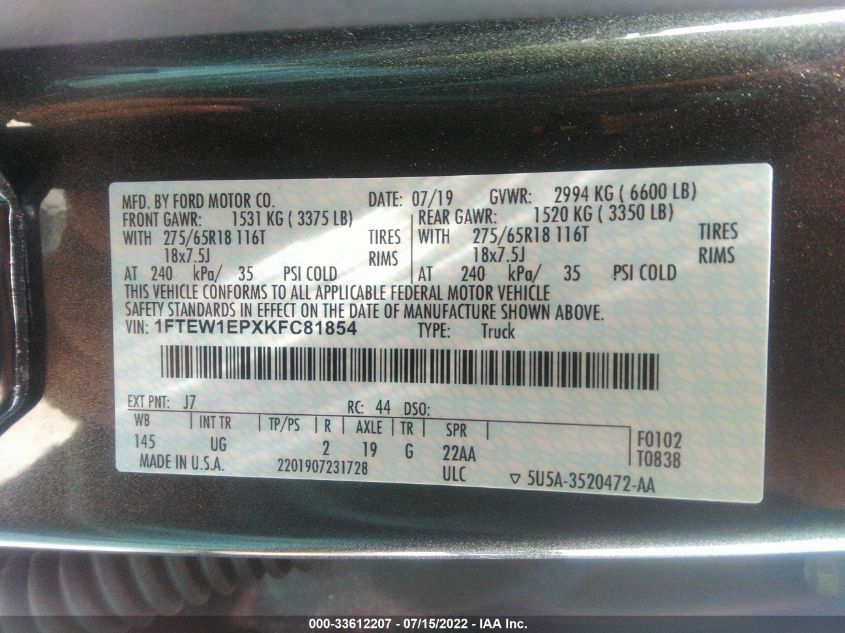 MFD. BY FORD MOTOR CO. DATE: 07/19 GVWR: 2994 KG ( 6600 LB)
FRONT GAWR: 1531 KG ( 3375 LB) REAR GAWR: 1520 KG ( 3350 LB)
WITH 275/65R18 116T TIRES WITH 275/65R18 116T TIRES
18x7.5J RIMS 18x7.5J RIMS
AT 240 kPa/ 35 PSI COLD AT 240 kPa/ 35 PSI COLD
THIS VEHICLE CONFORMS TO ALL APPLICABLE FEDERAL MOTOR VEHICLE
SAFETY STANDARDS IN EFFECT ON THE DATE OF MANUFACTURE SHOWN ABOVE.
VIN: 1FTEW1EPXKFC81854 TYPE: Truck
EXT PNT: J7 RC: 44 DSO:
WB INT TR TP/PS R AXLE TR SPR F0102
145 UG 2 19 G 22AA T0838
MADE IN U.S.A. 2201907231728 ULC ▽ 5U5A-3520472-AA
000-33612207 - 07/15/2022 - IAA Inc.